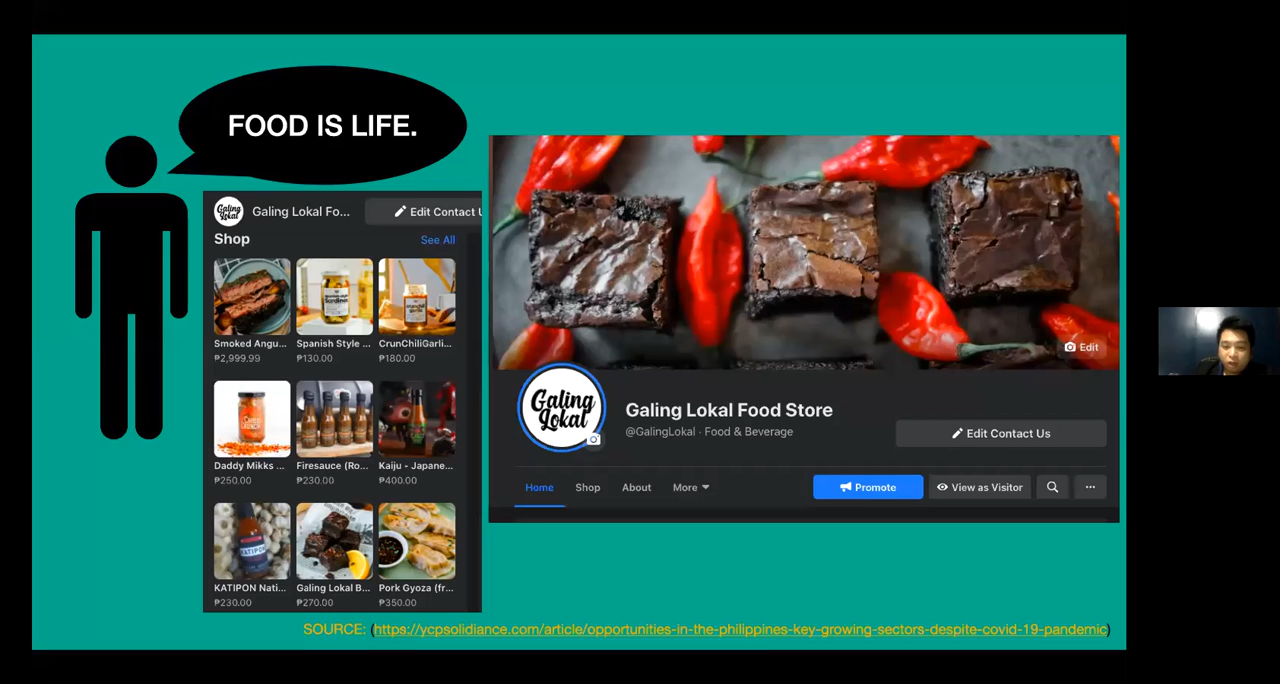 FOOD IS LIFE.
Galing Lokal
Galing Lokal Fo...
Edit Contact U
Shop
See All
Smoked Angu...
₱2,999.99
Spanish Style ...
₱130.00
CrunChiliGarli...
₱180.00
Daddy Mikks ...
₱250.00
Firesauce (Ro...
₱230.00
Kaiju - Japane...
₱400.00
KATIPON Nati...
₱230.00
Galing Lokal B...
₱270.00
Pork Gyoza (fr...
₱350.00
Edit
Galing
Lokal
Galing Lokal Food Store
@GalingLokal · Food & Beverage
Edit Contact Us
Home
Shop
About
More
Promote
View as Visitor
...
SOURCE: (https://ycpsolidiance.com/article/opportunities-in-the-philippines-key-growing-sectors-despite-covid-19-pandemic)